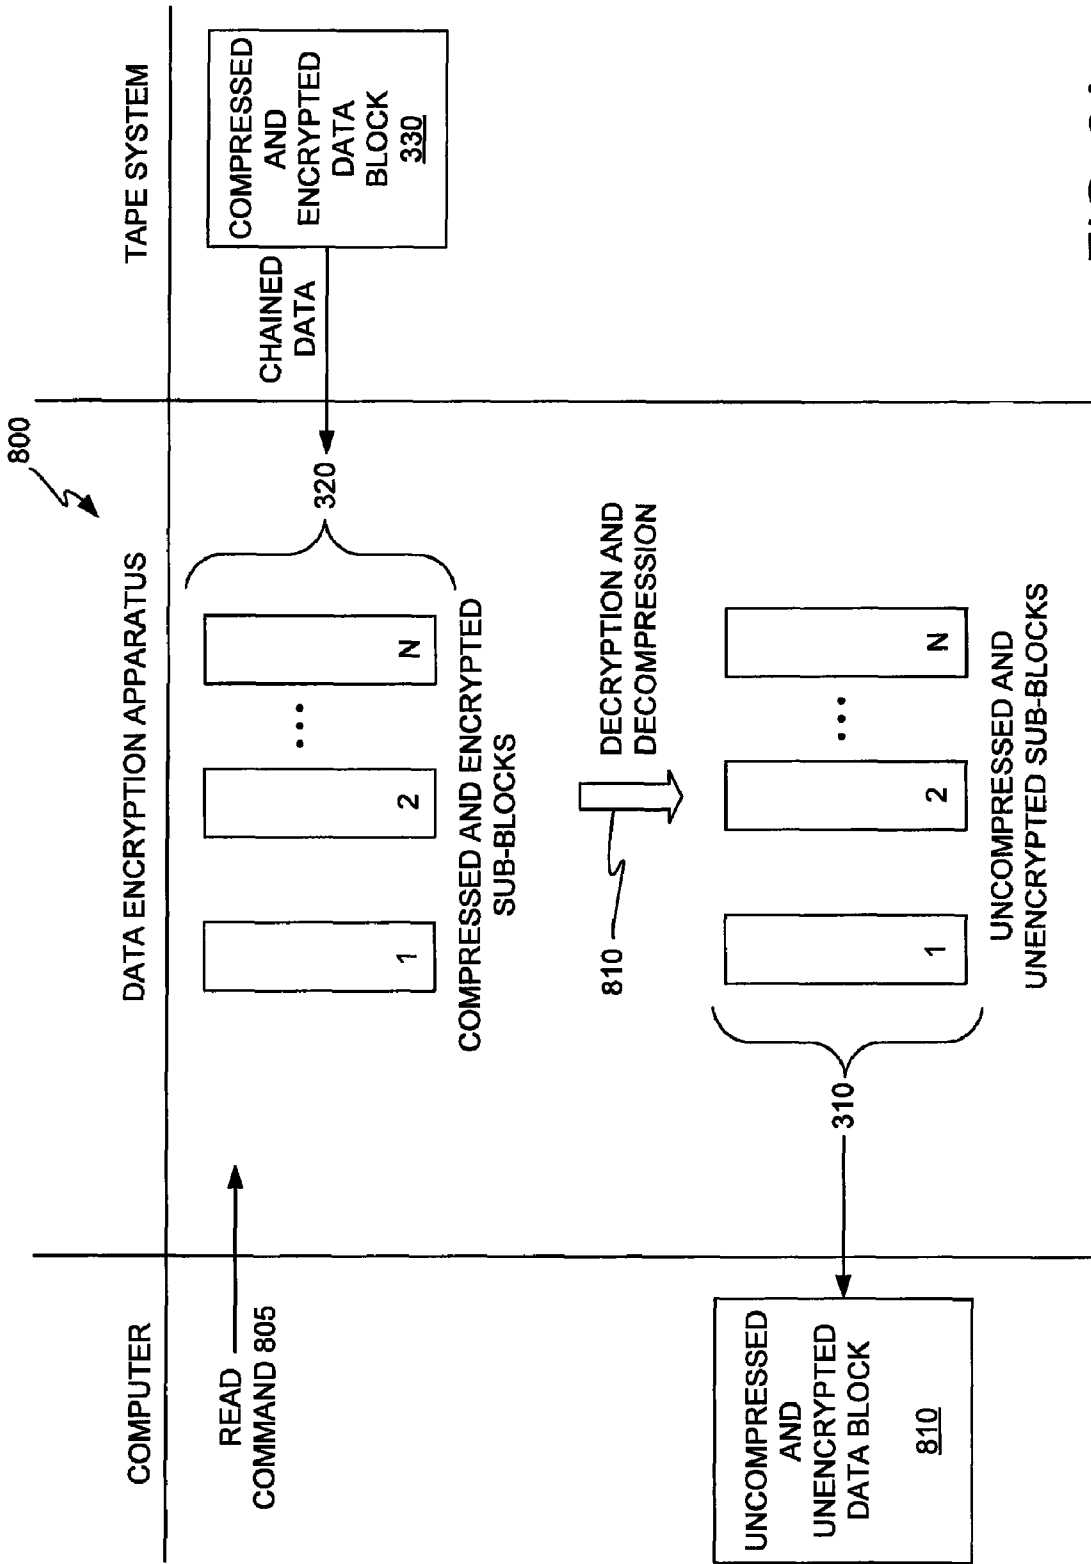 800
COMPUTER
DATA ENCRYPTION APPARATUS
TAPE SYSTEM
READ
COMMAND 805
1
2
...
N
320
COMPRESSED AND ENCRYPTED
SUB-BLOCKS
CHAINED
DATA
COMPRESSED
AND
ENCRYPTED
DATA
BLOCK
330
810
DECRYPTION AND
DECOMPRESSION
UNCOMPRESSED
AND
UNENCRYPTED
DATA BLOCK
810
310
1
2
...
N
UNCOMPRESSED AND
UNENCRYPTED SUB-BLOCKS